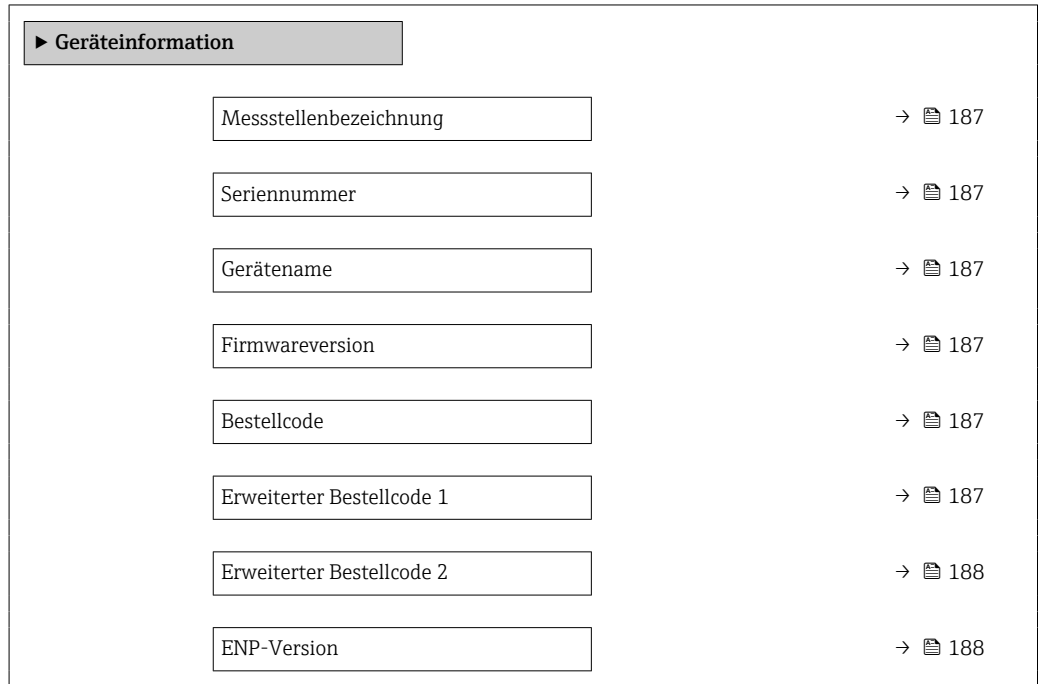 ▶ Geräteinformation
Messstellenbezeichnung → 187
Seriennummer → 187
Gerätename → 187
Firmwareversion → 187
Bestellcode → 187
Erweiterter Bestellcode 1 → 187
Erweiterter Bestellcode 2 → 188
ENP-Version → 188